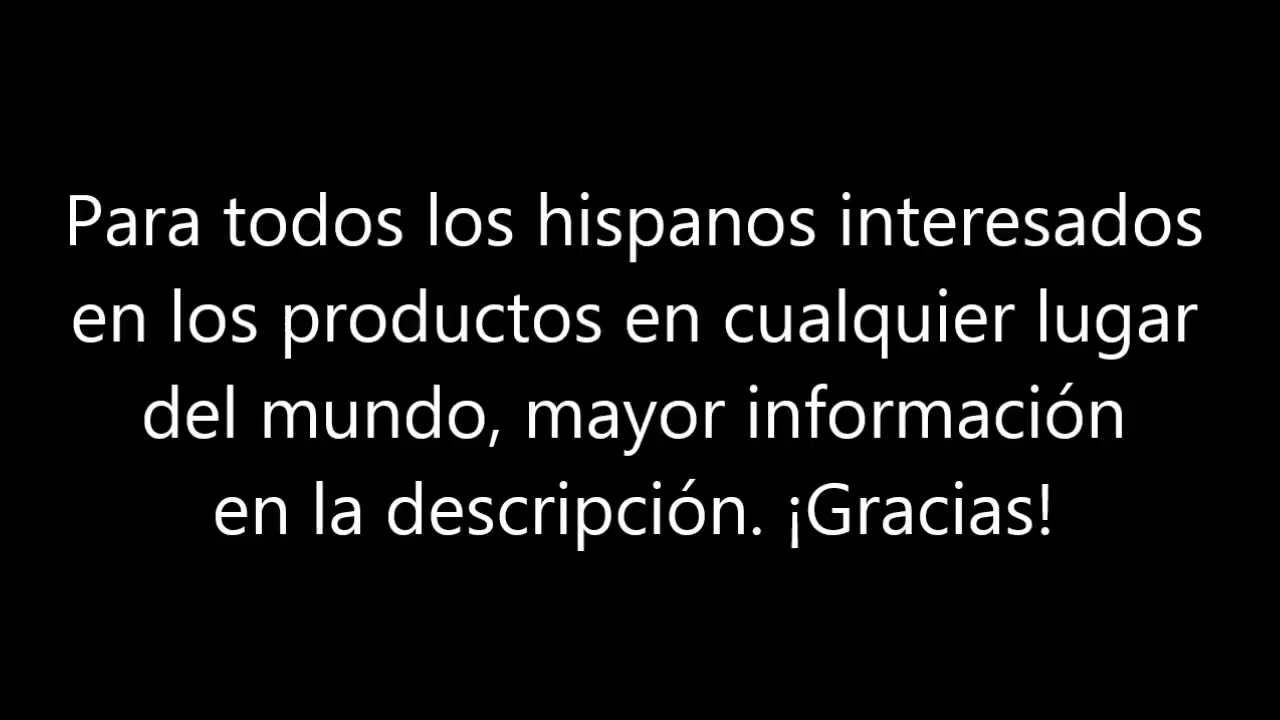 Para todos los hispanos interesados
en los productos en cualquier lugar
del mundo, mayor información
en la descripción. ¡Gracias!